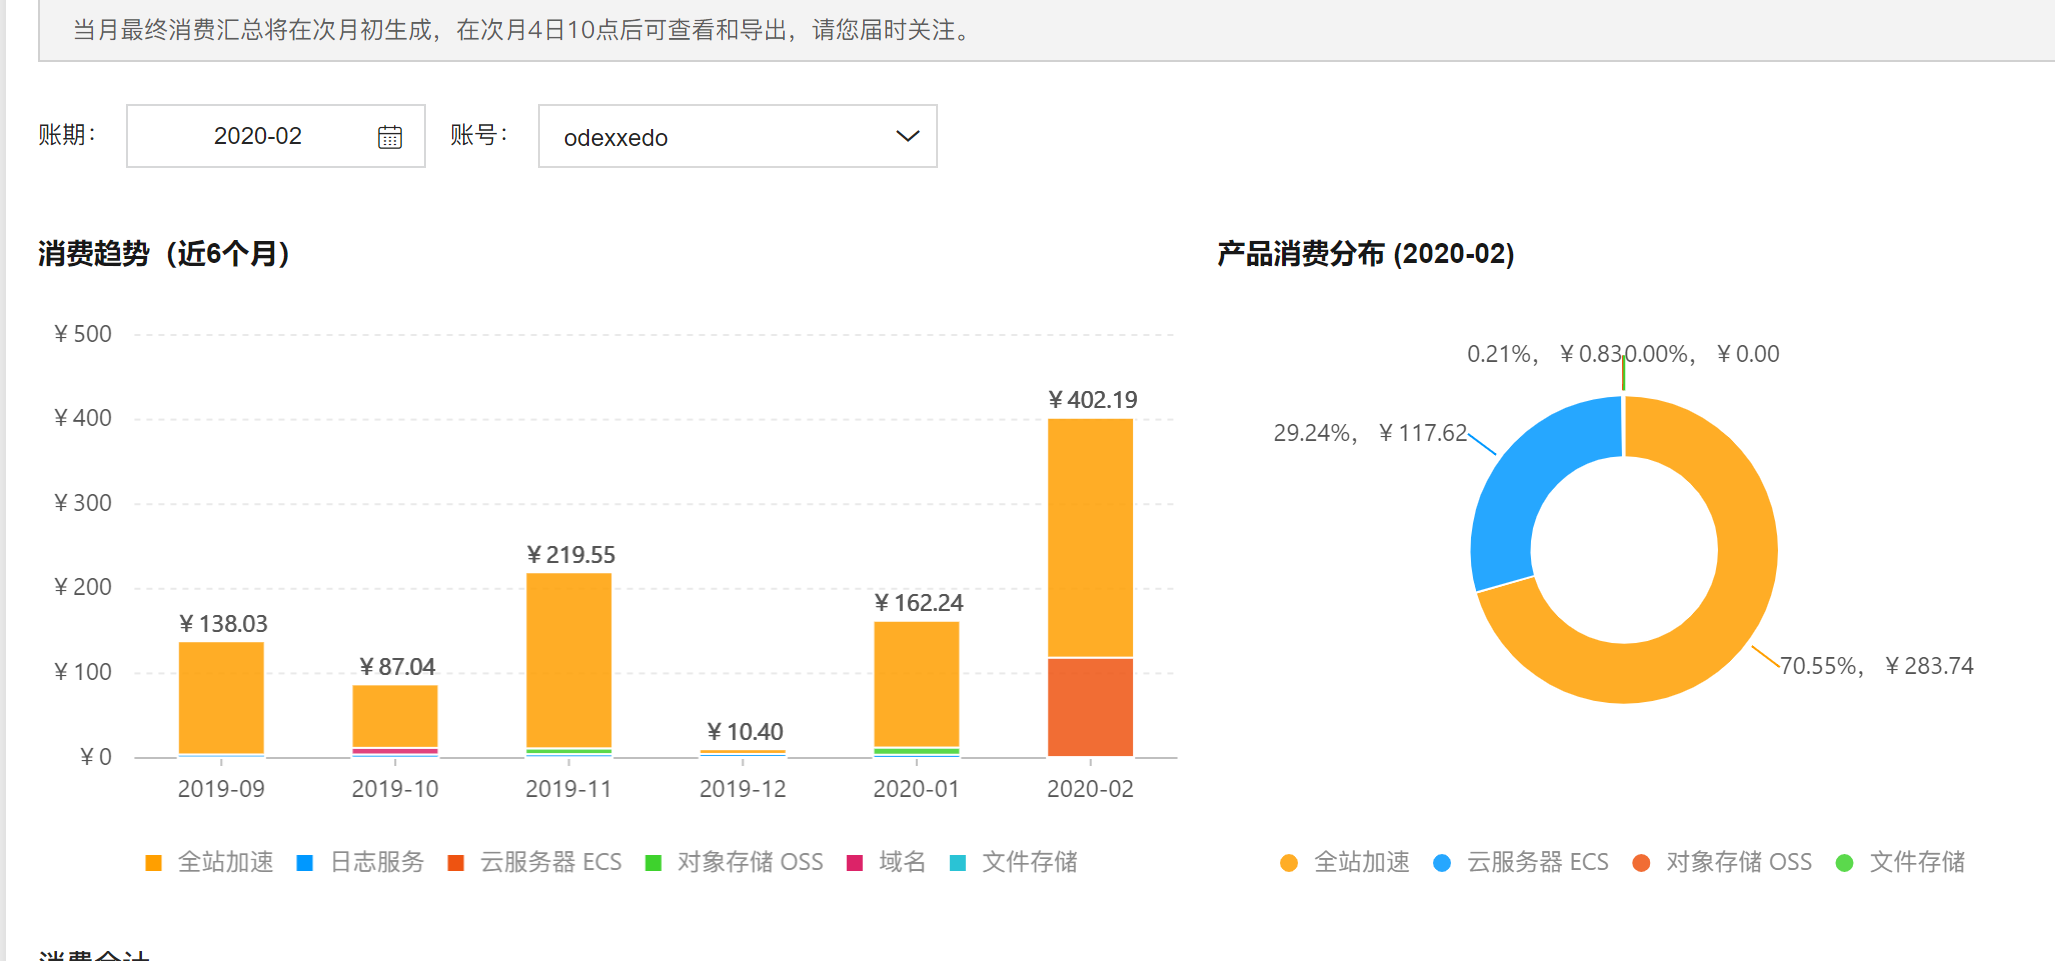 当月最终消费汇总将在次月初生成，在次月4日10点后可查看和导出，请您届时关注。
账期： 2020-02 账号： odexxedo
消费趋势（近6个月）
¥ 500
¥ 400
¥ 300
¥ 200
¥ 100
¥ 0
¥ 138.03
¥ 87.04
¥ 219.55
¥ 10.40
¥ 162.24
¥ 402.19
2019-09 2019-10 2019-11 2019-12 2020-01 2020-02
全站加速 日志服务 云服务器 ECS 对象存储 OSS 域名 文件存储
产品消费分布 (2020-02)
0.21%， ¥ 0.83
0.00%， ¥ 0.00
29.24%， ¥ 117.62
70.55%， ¥ 283.74
全站加速 云服务器 ECS 对象存储 OSS 文件存储
消费合计